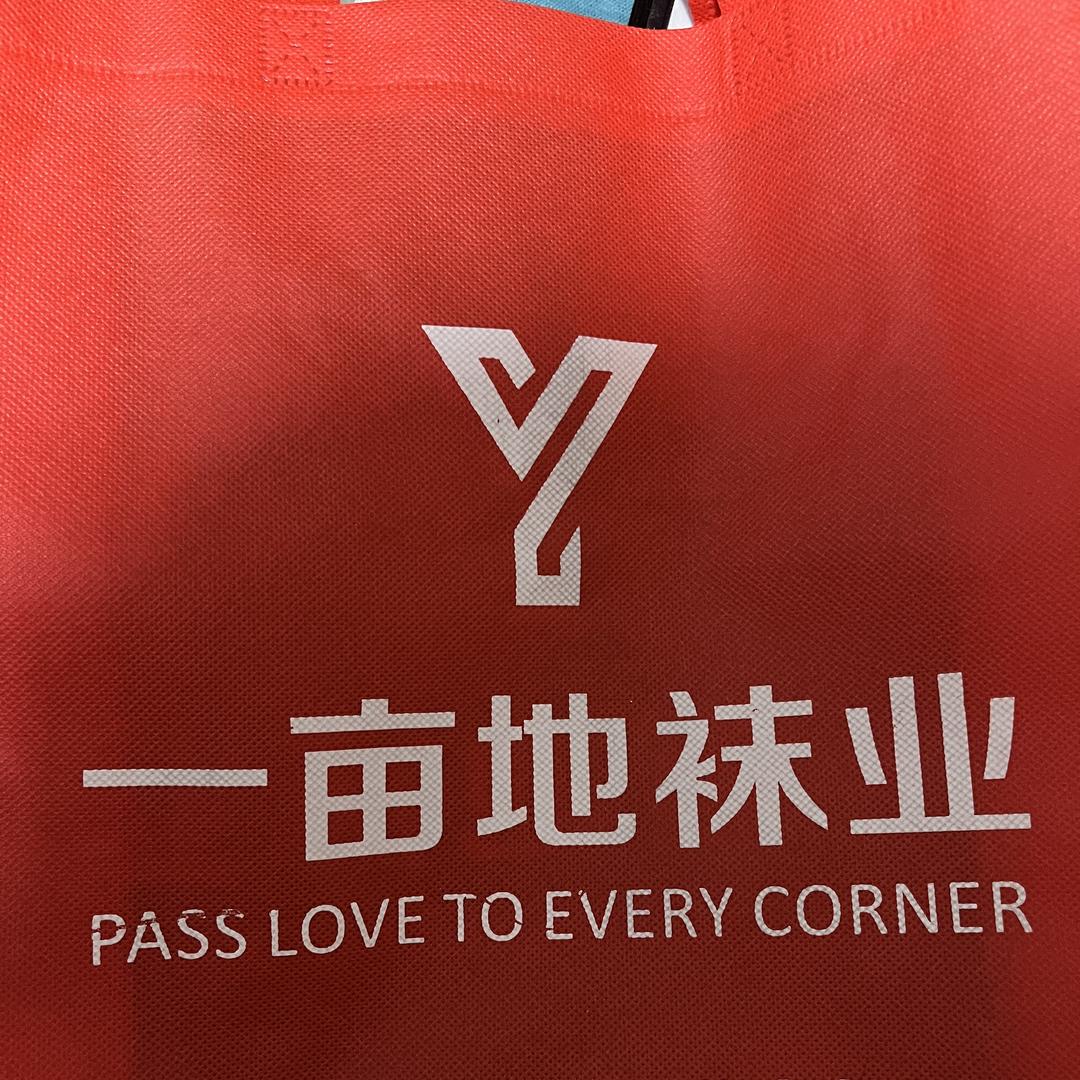 Y
一亩地袜业
PASS LOVE TO EVERY CORNER